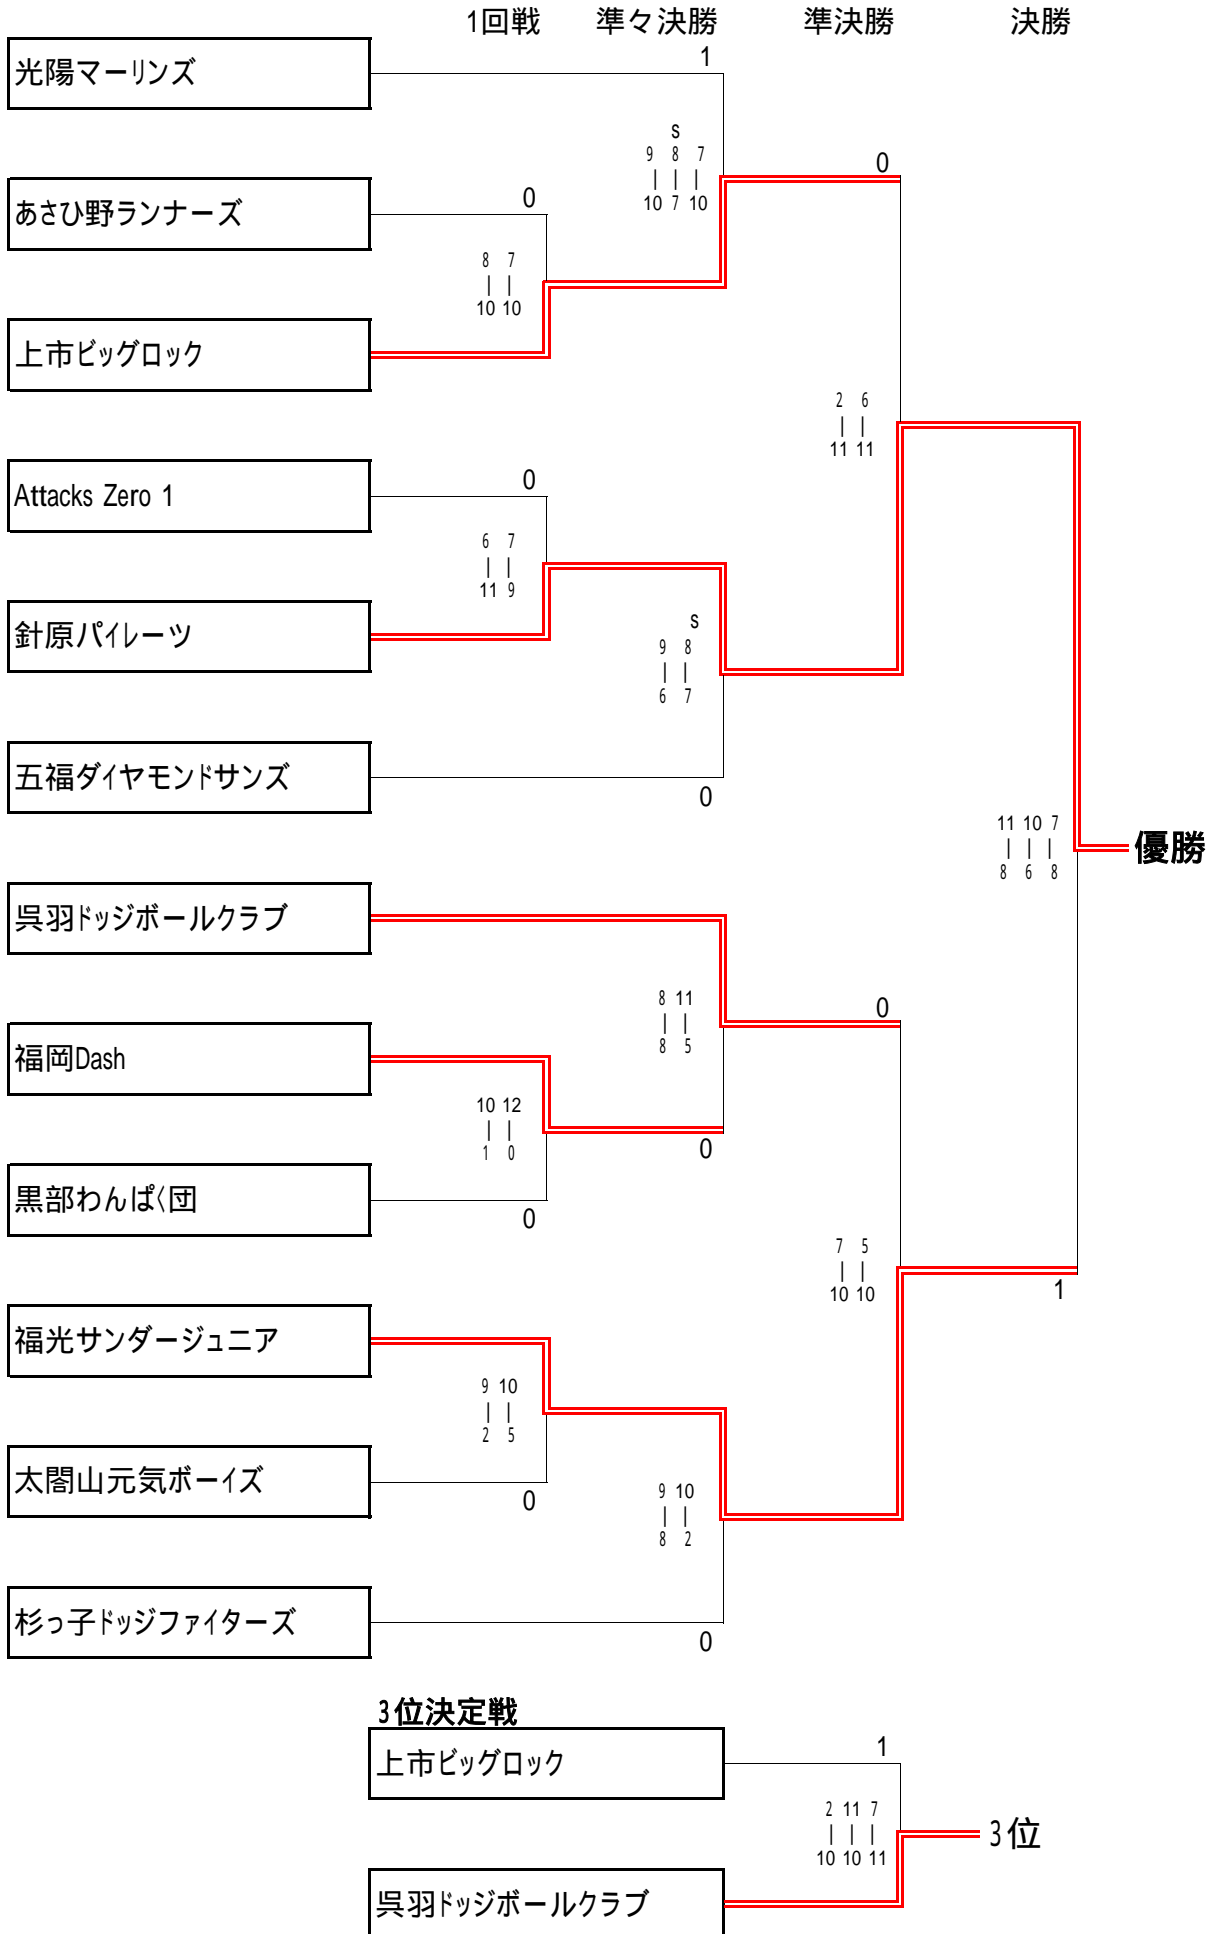 1回戦 準々決勝 準決勝 決勝
光陽マーリンズ
1
s
9 8 7
| | |
10 7 10
0
あさひ野ランナーズ
0
8 7
| |
10 10
上市ビッグロック
2 6
| |
11 11
Attacks Zero 1
0
6 7
| |
11 9
針原パイレーツ
s
9 8
| |
6 7
五福ダイヤモンドサンズ
0
11 10 7
| | |
8 6 8
優勝
呉羽ドッジボールクラブ
8 11
| |
8 5
0
福岡Dash
10 12
| |
1 0
0
黒部わんぱく団
0
7 5
| |
10 10
1
福光サンダージュニア
9 10
| |
2 5
太閤山元気ボーイズ
0
9 10
| |
8 2
杉っ子ドッジファイターズ
0
3位決定戦
上市ビッグロック
1
2 11 7
| | |
10 10 11
3位
呉羽ドッジボールクラブ